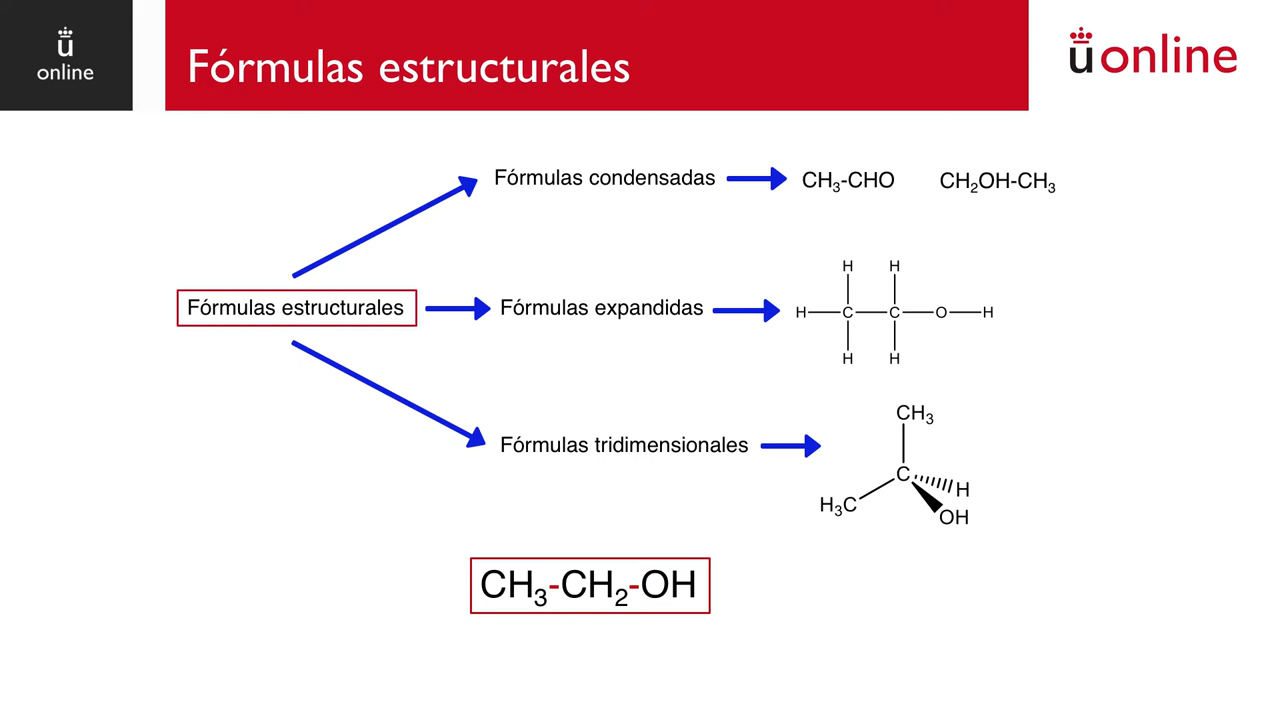 ü
online
Fórmulas estructurales
üonline
Fórmulas condensadas
CH₃-CHO
CH₂OH-CH₃
Fórmulas estructurales
Fórmulas expandidas
H H
H C C O H
H H
Fórmulas tridimensionales
CH₃
C
H
H₃C
OH
CH₃-CH₂-OH